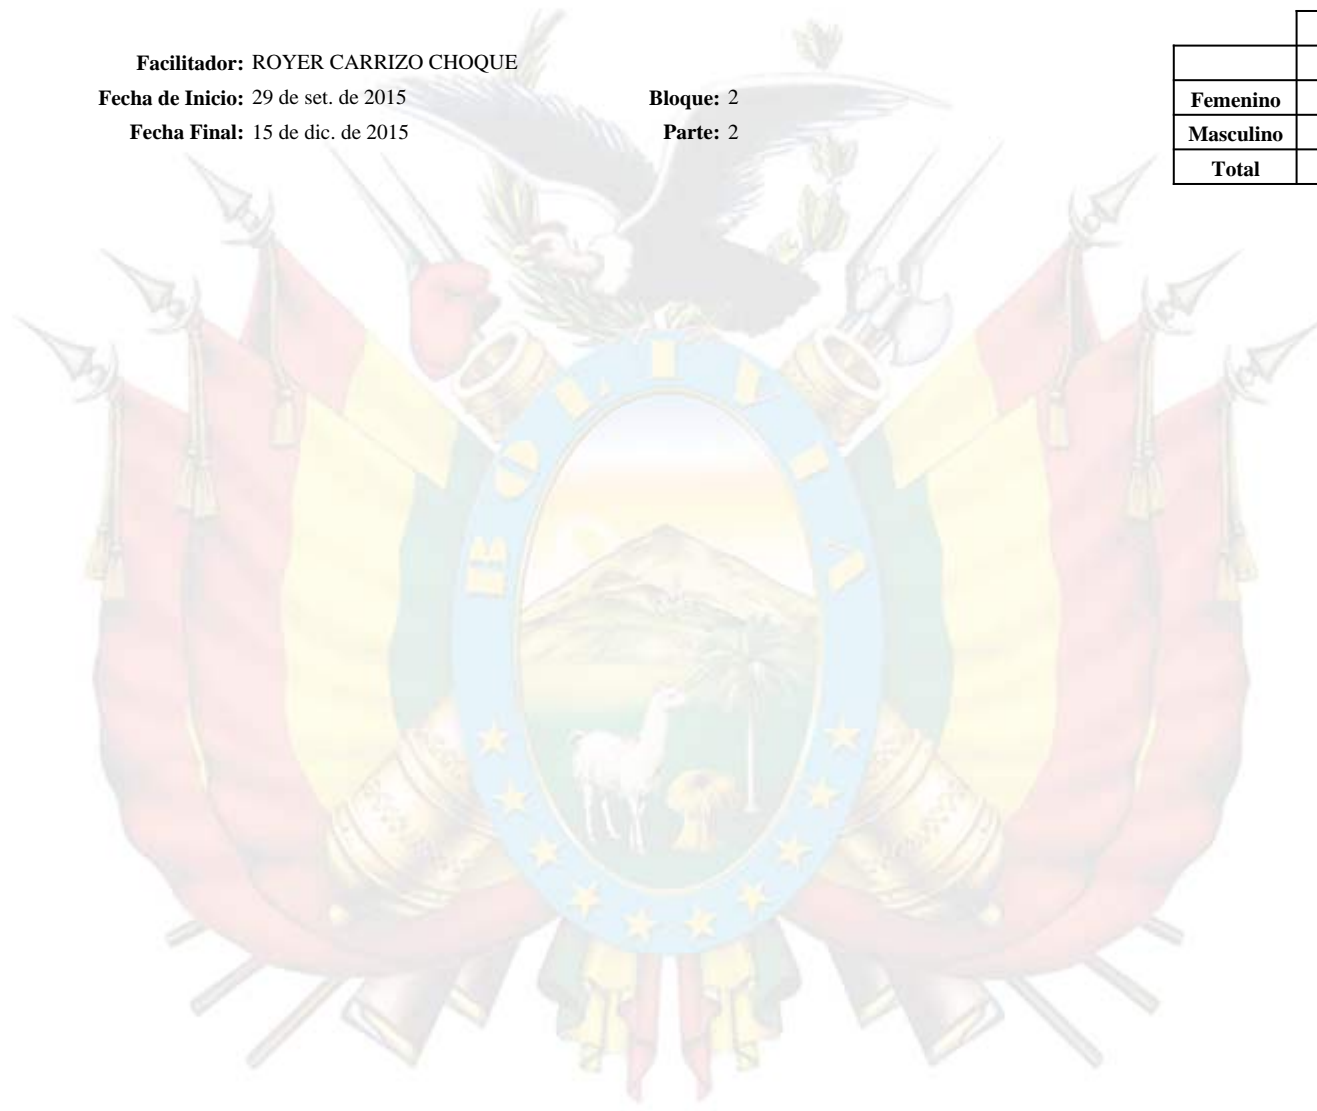 Facilitador: ROYER CARRIZO CHOQUE
Fecha de Inicio: 29 de set. de 2015 Bloque: 2
Fecha Final: 15 de dic. de 2015 Parte: 2
Femenino
Masculino
Total
BOLIVIA